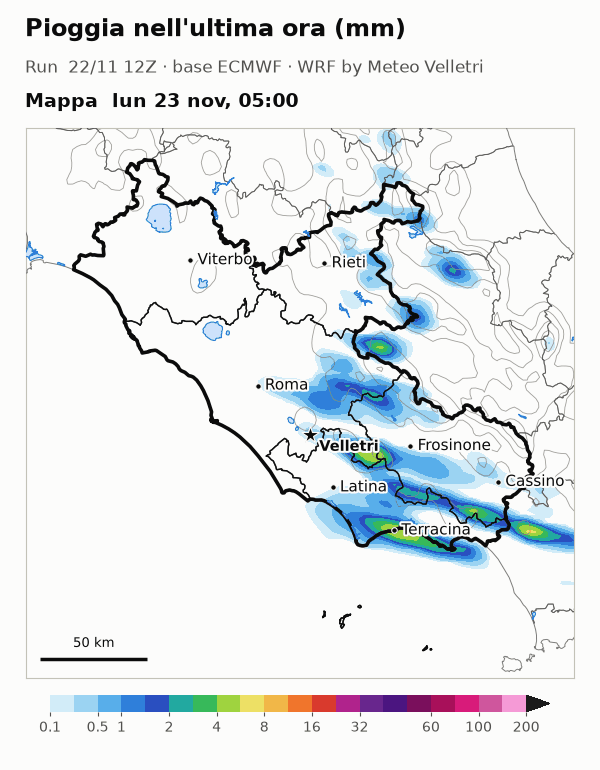 Pioggia nell'ultima ora (mm)
Run  22/11 12Z · base ECMWF · WRF by Meteo Velletri
Mappa  lun 23 nov, 05:00
Viterbo
Rieti
Roma
Velletri
Frosinone
Cassino
Latina
Terracina
50 km
0.1 0.5 1 2 4 8 16 32 60 100 200